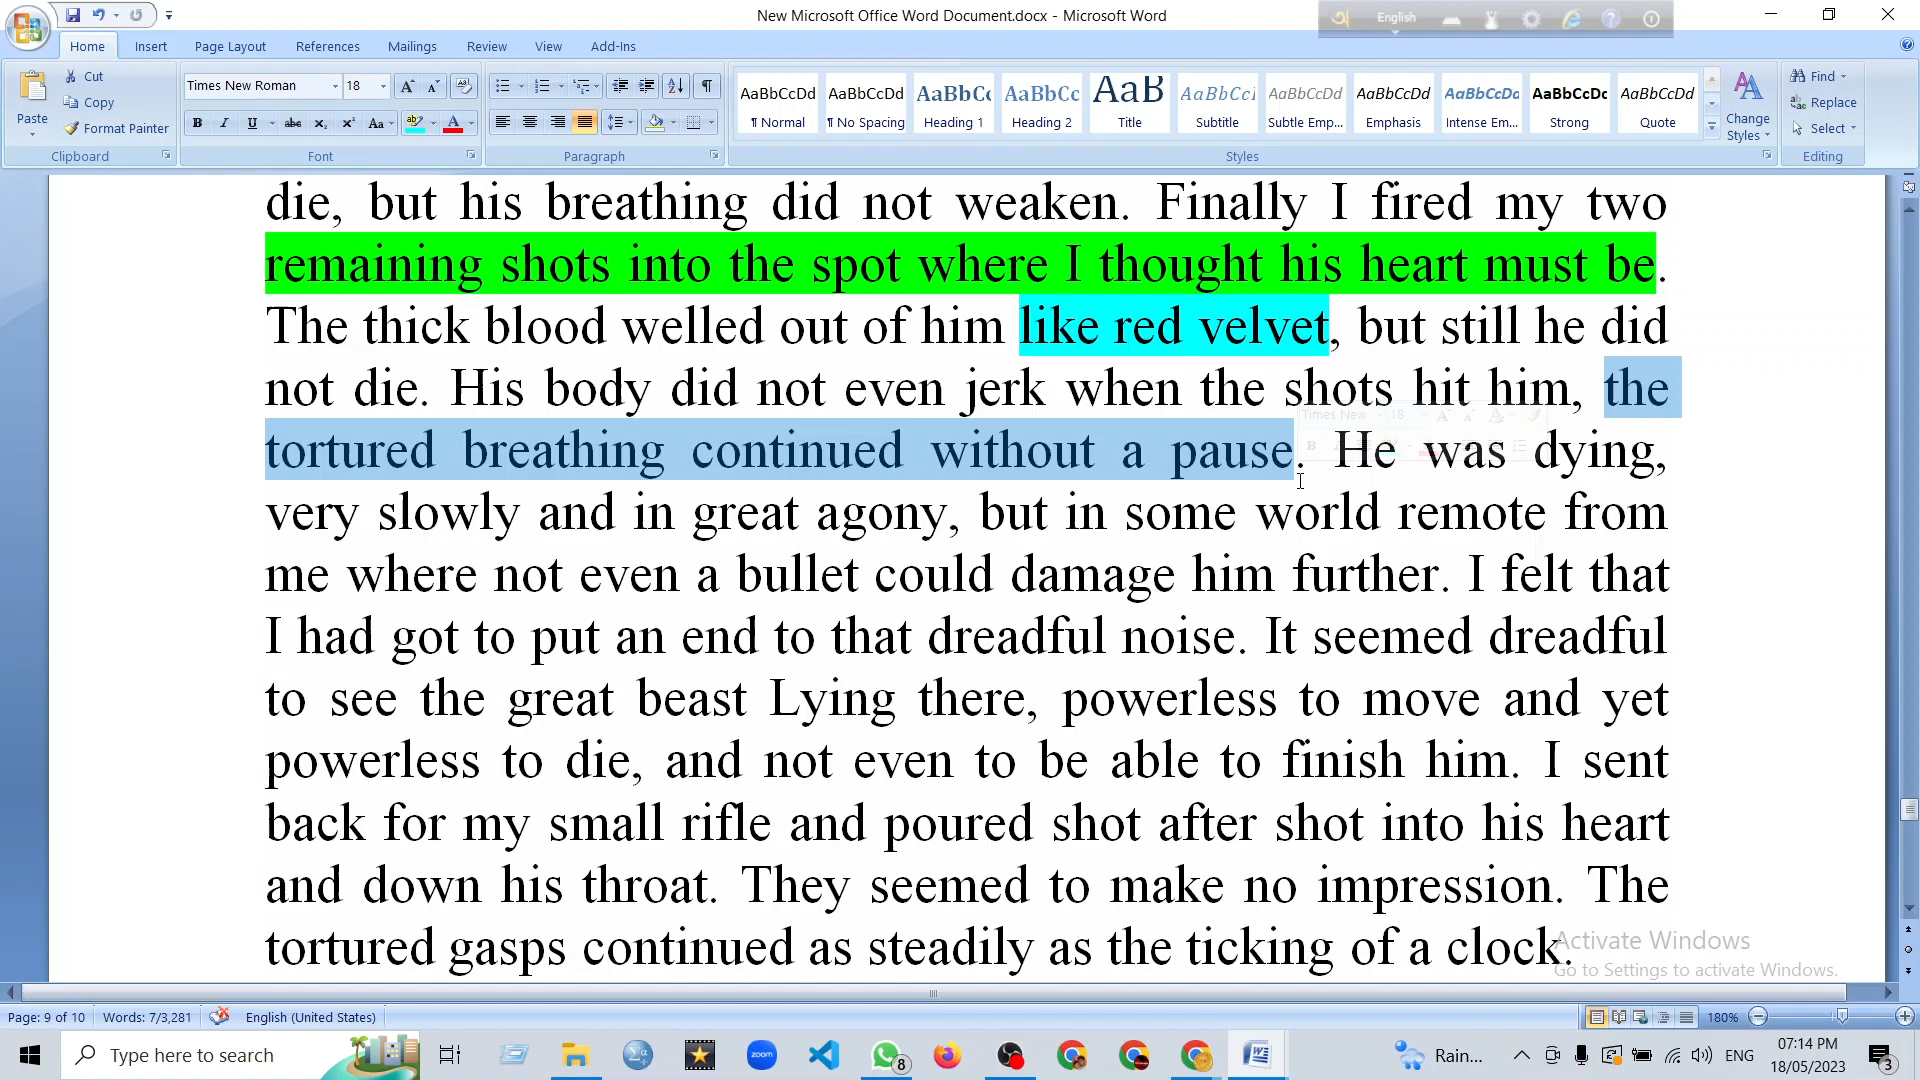 New Microsoft Office Word Document.docx - Microsoft Word
English
Home Insert Page Layout References Mailings Review View Add-Ins
Paste
Cut
Copy
Format Painter
Clipboard
Times New Roman 18
Font
Paragraph
AaBbCcDd AaBbCcDd AaBbCc AaBbCc AaB AaBbCcI AaBbCcDd AaBbCcDd AaBbCcDd AaBbCcDc AaBbCcDd
¶ Normal ¶ No Spacing Heading 1 Heading 2 Title Subtitle Subtle Emp... Emphasis Intense Em... Strong Quote
Change Styles
Styles
Find
Replace
Select
Editing
die, but his breathing did not weaken. Finally I fired my two
remaining shots into the spot where I thought his heart must be.
The thick blood welled out of him like red velvet, but still he did
not die. His body did not even jerk when the shots hit him, the
tortured breathing continued without a pause. He was dying,
very slowly and in great agony, but in some world remote from
me where not even a bullet could damage him further. I felt that
I had got to put an end to that dreadful noise. It seemed dreadful
to see the great beast Lying there, powerless to move and yet
powerless to die, and not even to be able to finish him. I sent
back for my small rifle and poured shot after shot into his heart
and down his throat. They seemed to make no impression. The
tortured gasps continued as steadily as the ticking of a clock.
Times New 18
Activate Windows
Go to Settings to activate Windows.
Page: 9 of 10 Words: 7/3,281 English (United States) 180%
Type here to search
zoom
8
Rain...
ENG
07:14 PM
18/05/2023
3